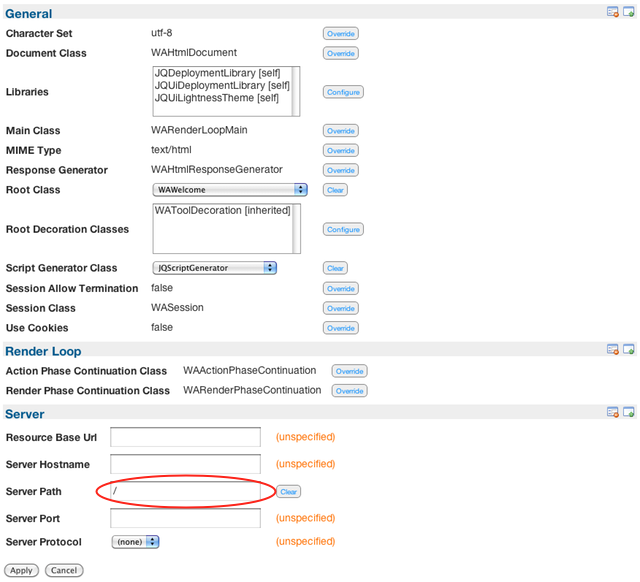 General
Character Set utf-8 Override
Document Class WAHtmlDocument Override
JQDeploymentLibrary [self]
JQUiDeploymentLibrary [self]
Libraries JQUiLightnessTheme [self] Configure
Main Class WARenderLoopMain Override
MIME Type text/html Override
Response Generator WAHtmlResponseGenerator Override
Root Class WAWelcome Clear
WAToolDecoration [inherited]
Root Decoration Classes Configure
Script Generator Class JQScriptGenerator Clear
Session Allow Termination false Override
Session Class WASession Override
Use Cookies false Override
Render Loop
Action Phase Continuation Class WAActionPhaseContinuation Override
Render Phase Continuation Class WARenderPhaseContinuation Override
Server
Resource Base Url (unspecified)
Server Hostname (unspecified)
Server Path / Clear
Server Port (unspecified)
Server Protocol (none) (unspecified)
Apply Cancel